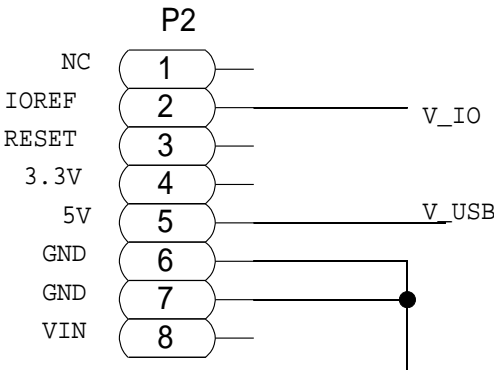 P2
NC 1
IOREF 2 V_IO
RESET 3
3.3V 4
5V 5 V_USB
GND 6
GND 7
VIN 8